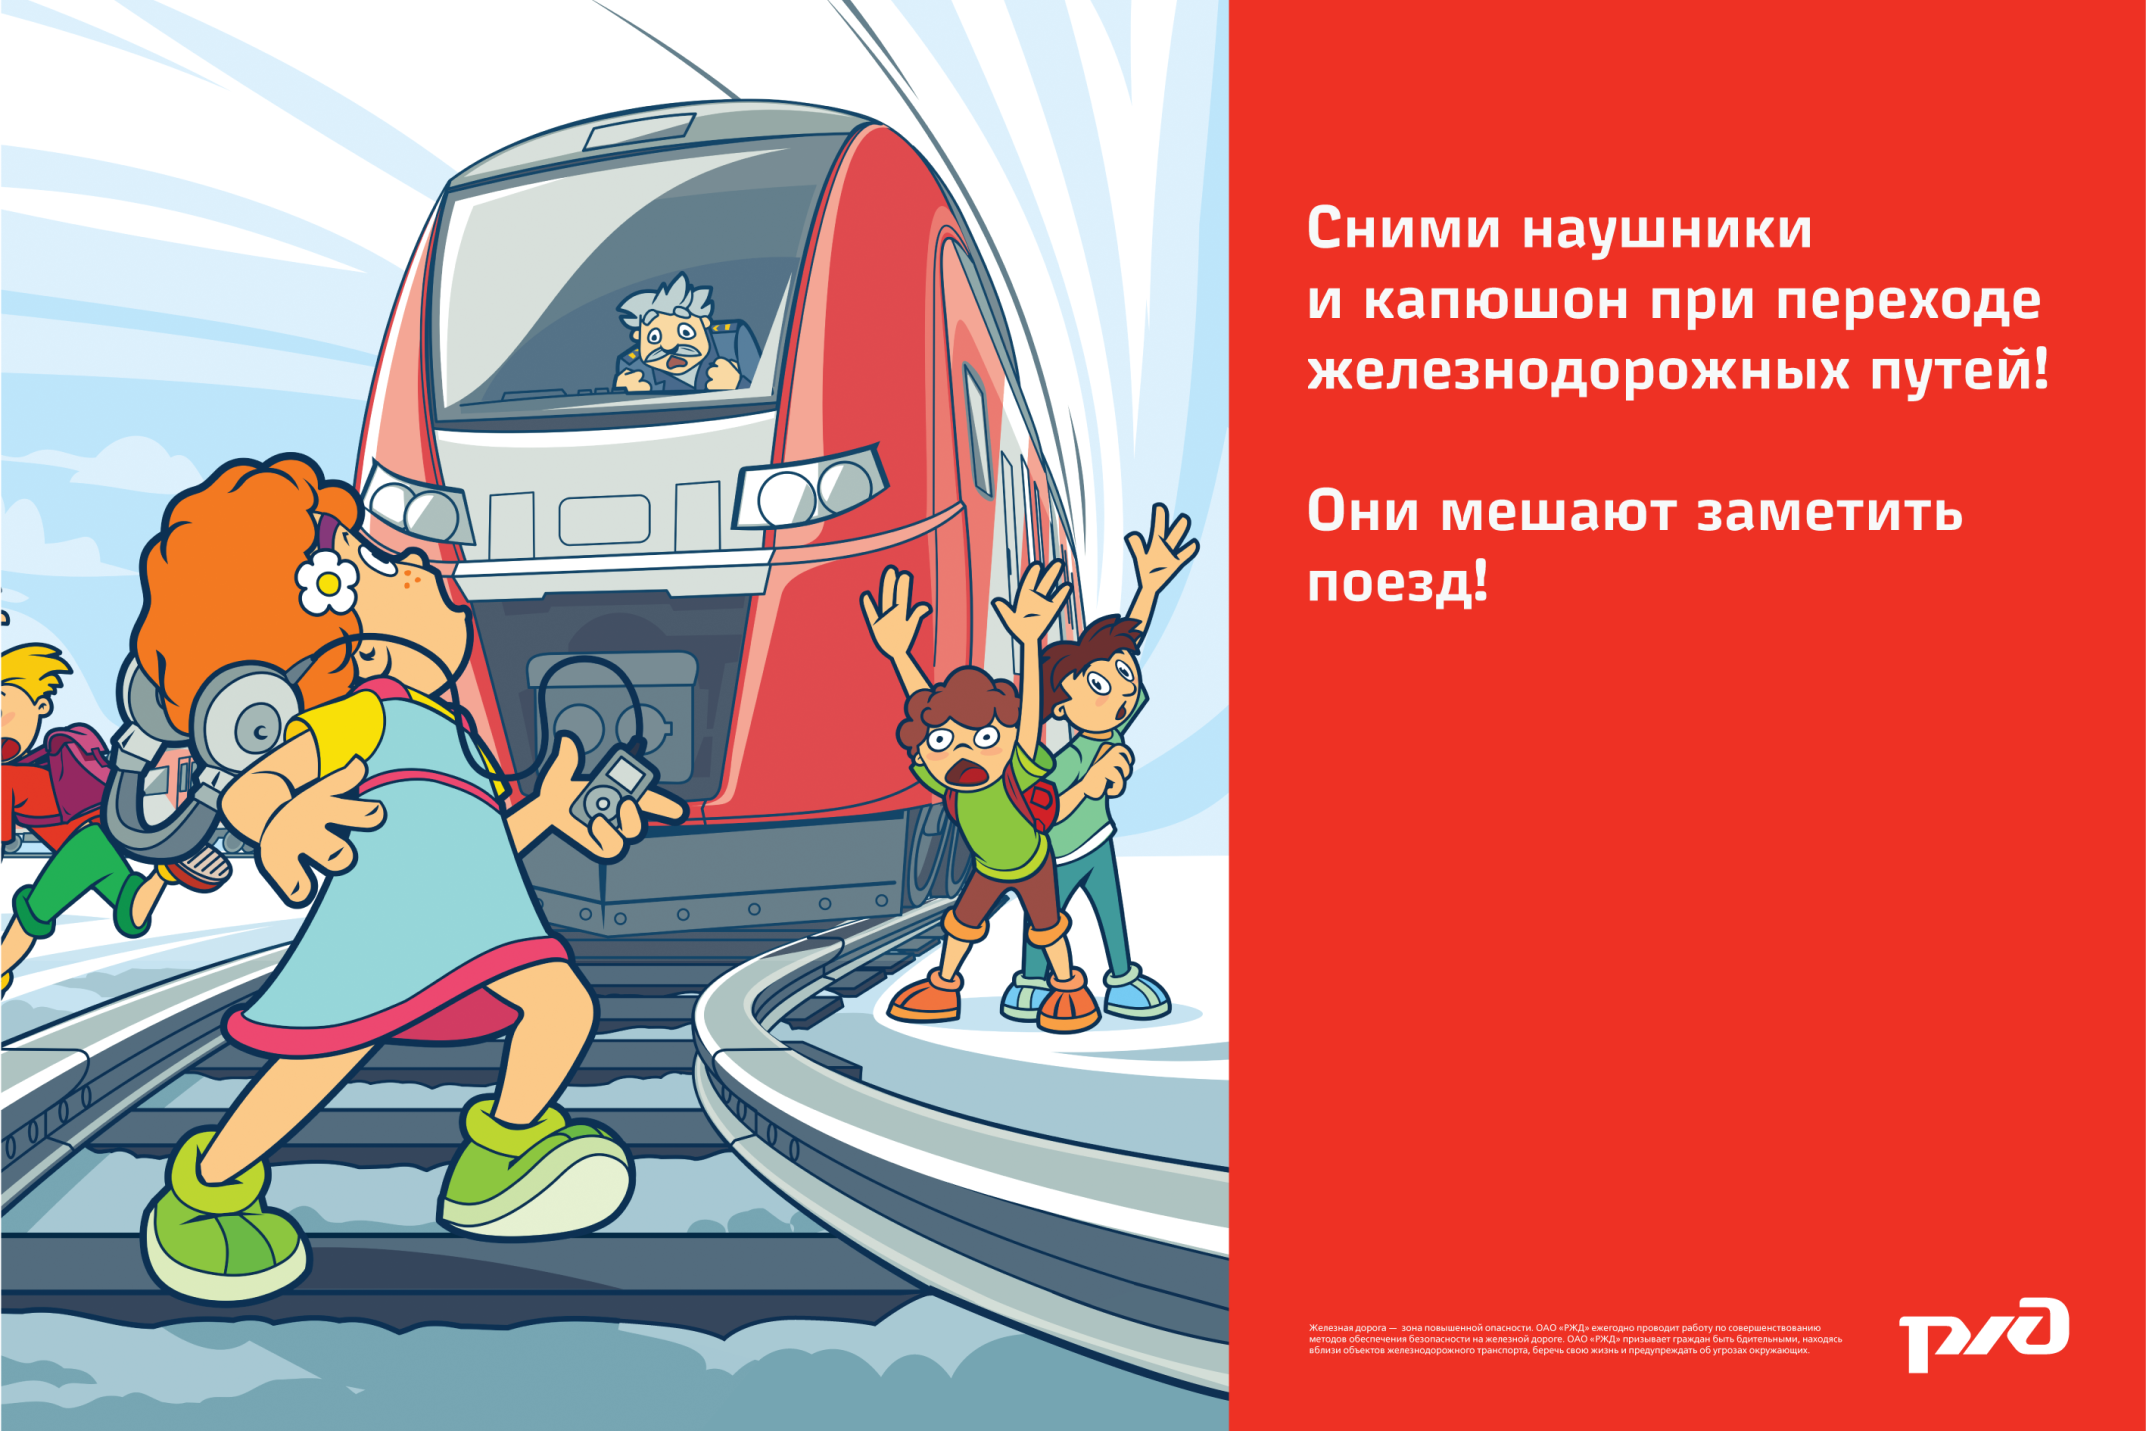 Сними наушники
и капюшон при переходе
железнодорожных путей!
Они мешают заметить
поезд!
Железная дорога — зона повышенной опасности. ОАО «РЖД» ежегодно проводит работу по совершенствованию
методов обеспечения безопасности на железной дороге. ОАО «РЖД» призывает граждан быть бдительными, находясь
вблизи объектов железнодорожного транспорта, беречь свою жизнь и предупреждать об угрозах окружающих.
РЖД